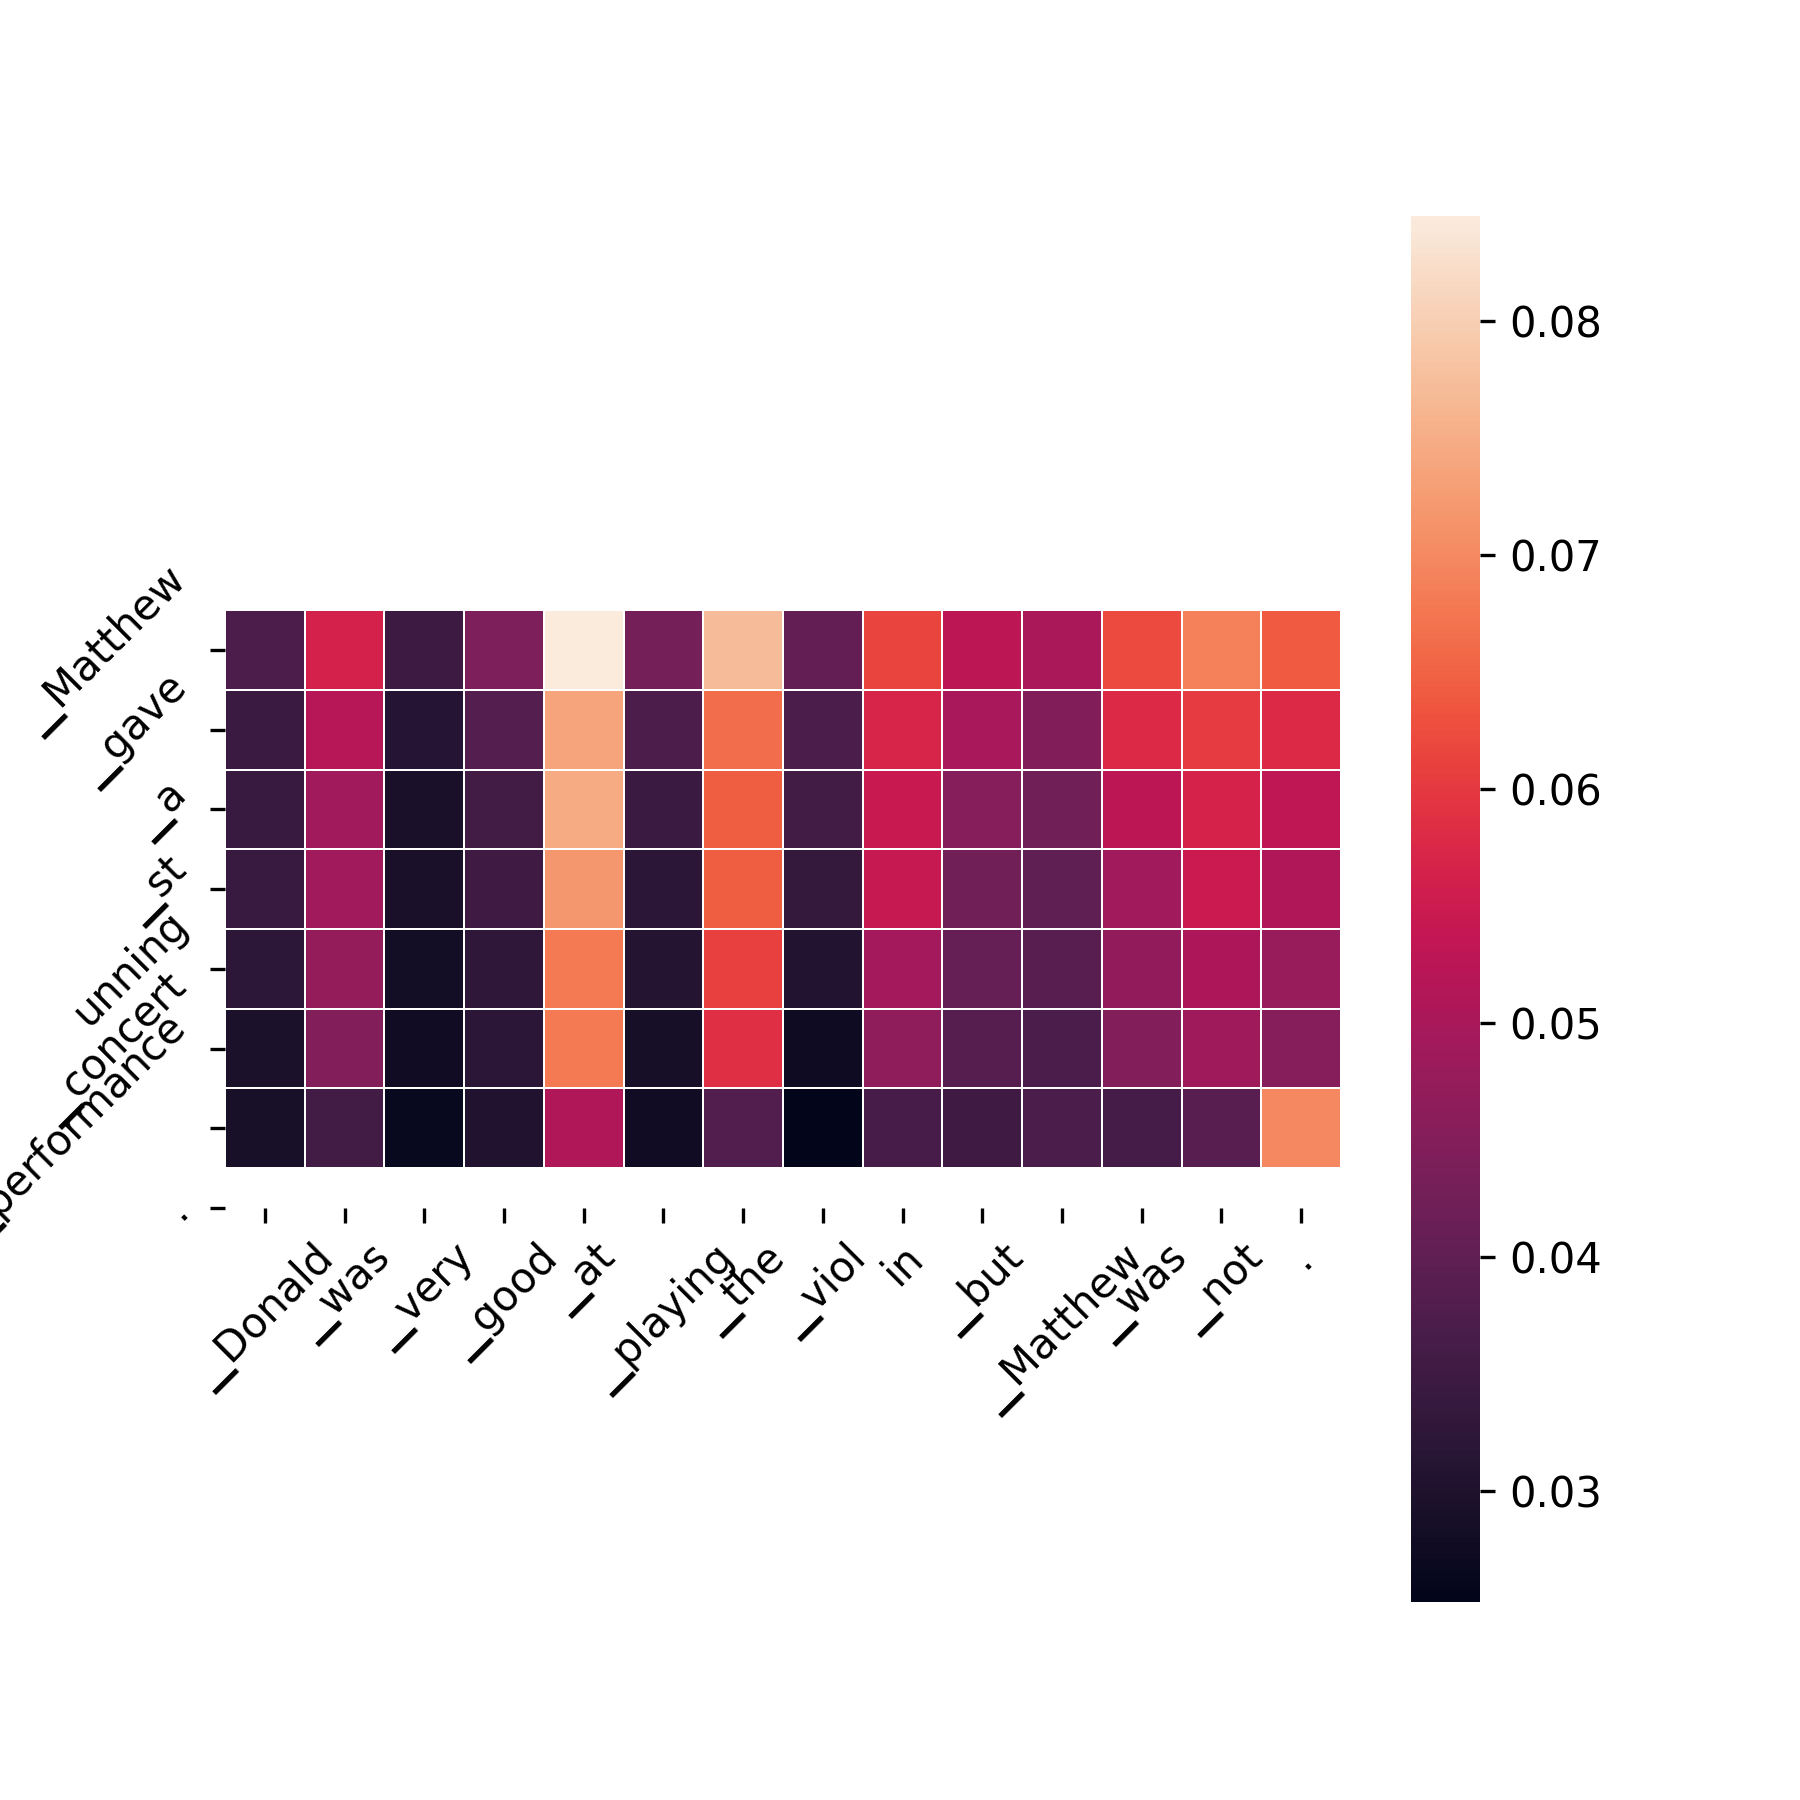 _Matthew
_gave
_a
_st
unning
_concert
_performance
.
_Donald
_was
_very
_good
_at
_playing
_the
_viol
in
_but
_Matthew
_was
_not
.
0.08
0.07
0.06
0.05
0.04
0.03